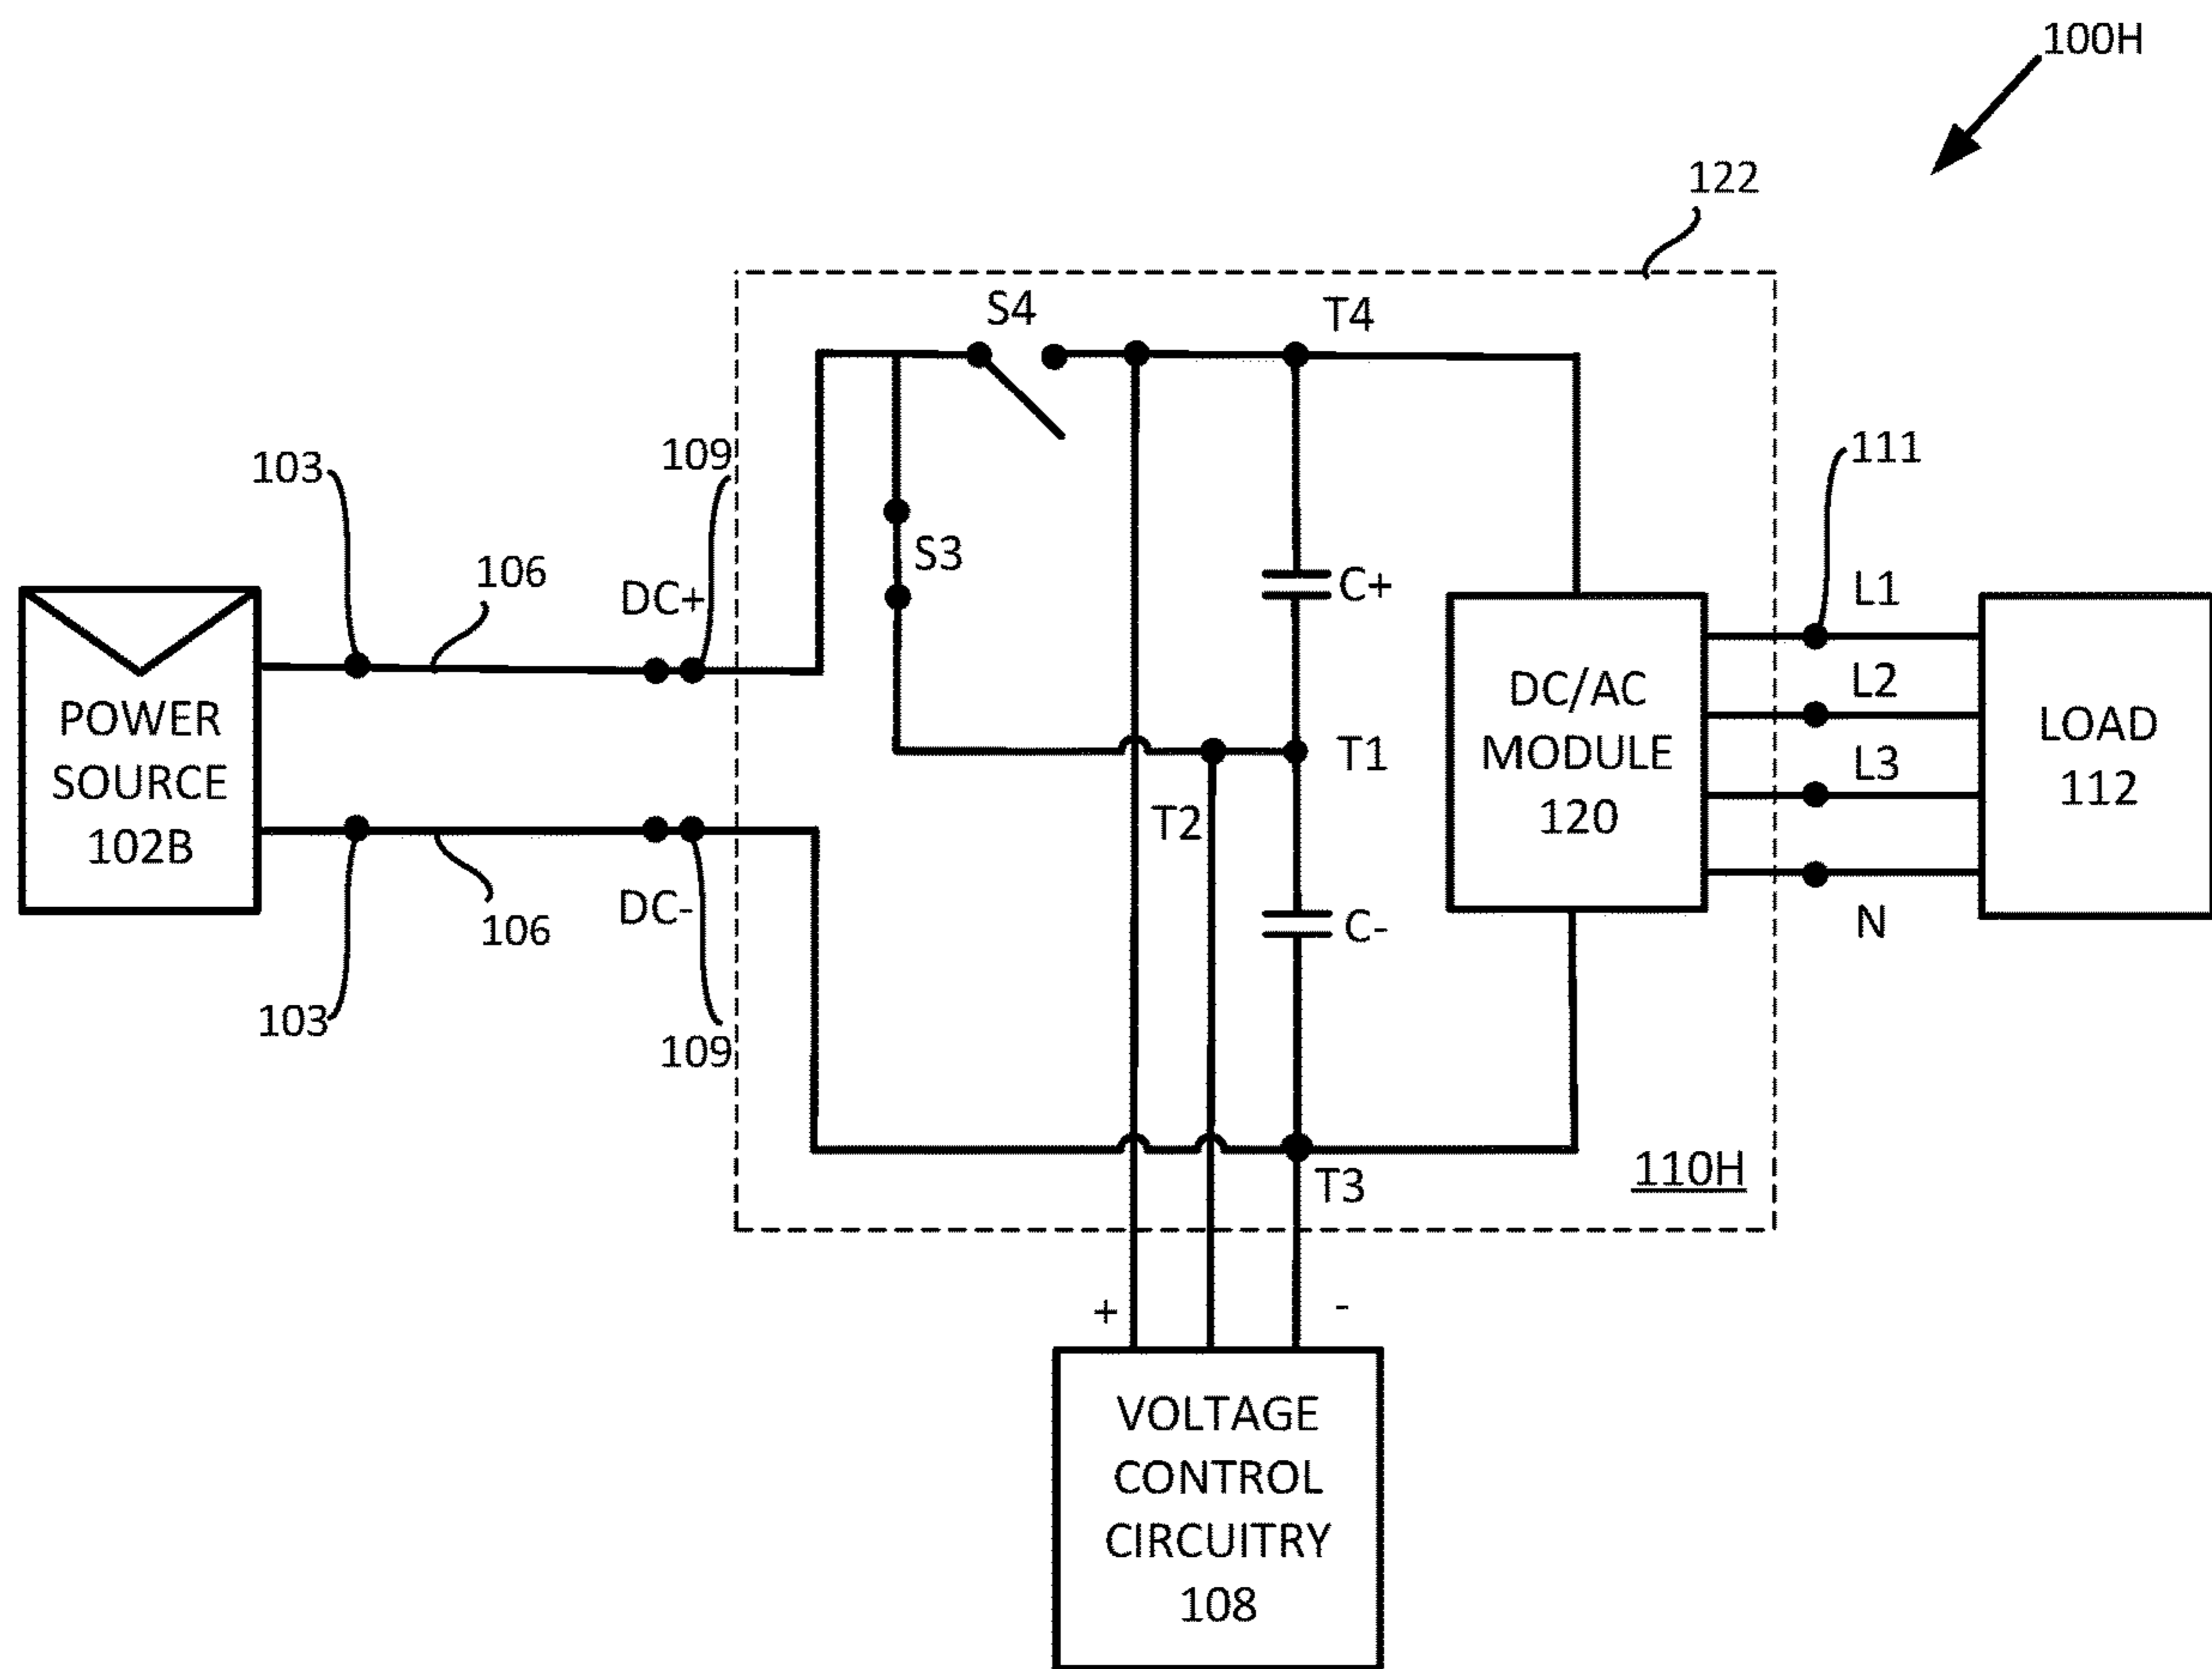 100H
122
S4
T4
109
111
103
S3
106
DC+
C+
L1
POWER
SOURCE
102B
DC/AC
MODULE
120
L2
LOAD
112
T1
L3
T2
DC-
106
C-
N
103
109
T3
110H
+
-
VOLTAGE
CONTROL
CIRCUITRY
108